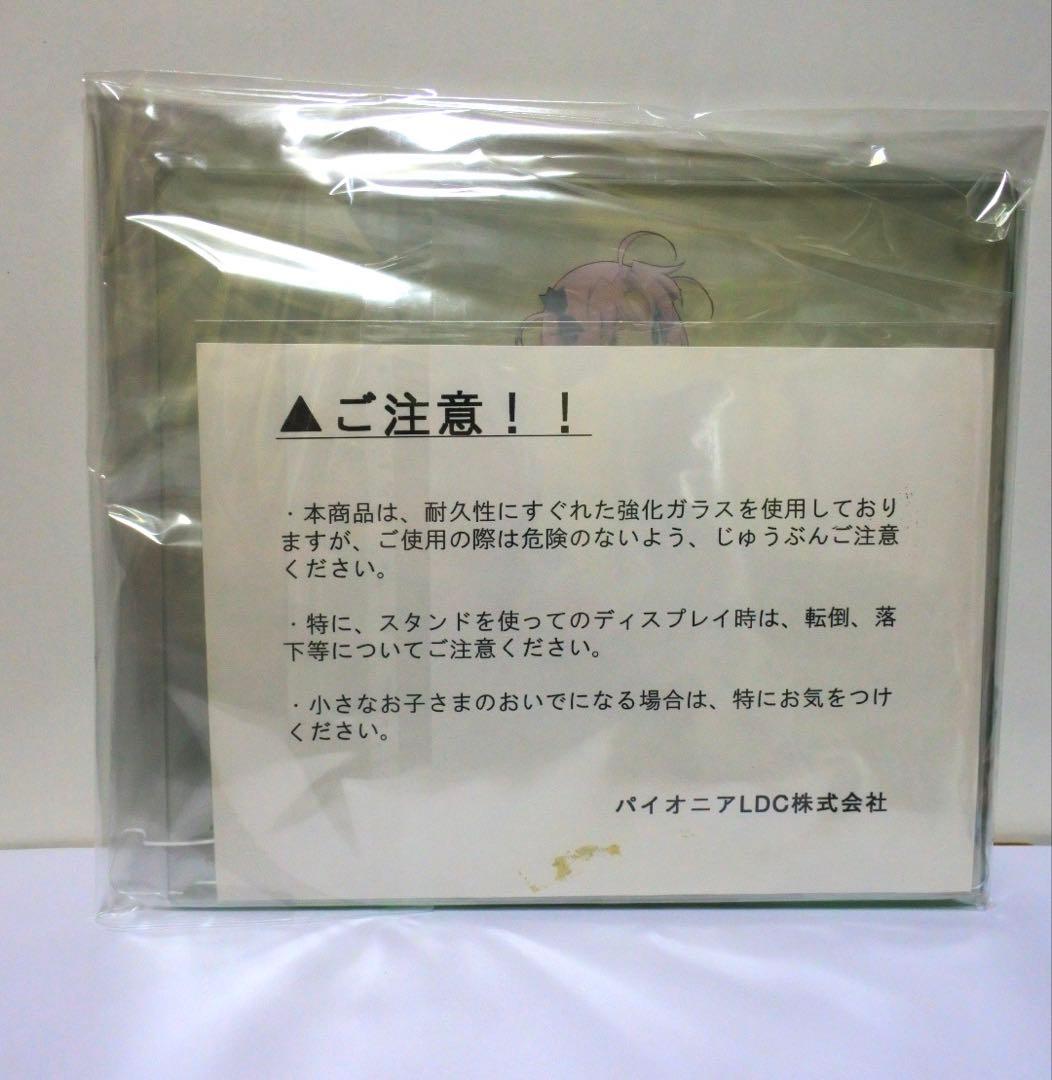 ▲ご注意！！
・本商品は、耐久性にすぐれた強化ガラスを使用しており
ますが、ご使用の際は危険のないよう、じゅうぶんご注意
ください。
・特に、スタンドを使ってのディスプレイ時は、転倒、落
下等についてご注意ください。
・小さなお子さまのおいでになる場合は、特にお気をつけ
ください。
パイオニアLDC株式会社